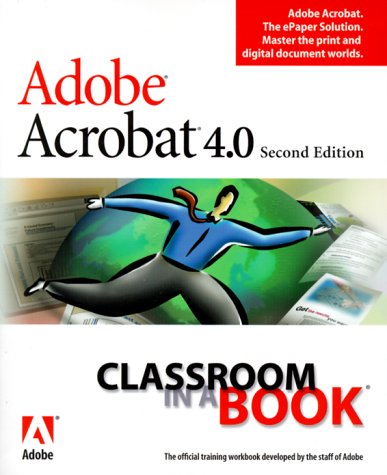 Adobe Acrobat.
The ePaper Solution.
Master the print and
digital document worlds.
Adobe®
Acrobat® 4.0 Second Edition
Get
CLASSROOM
IN A BOOK®
Adobe
The official training workbook developed by the staff of Adobe